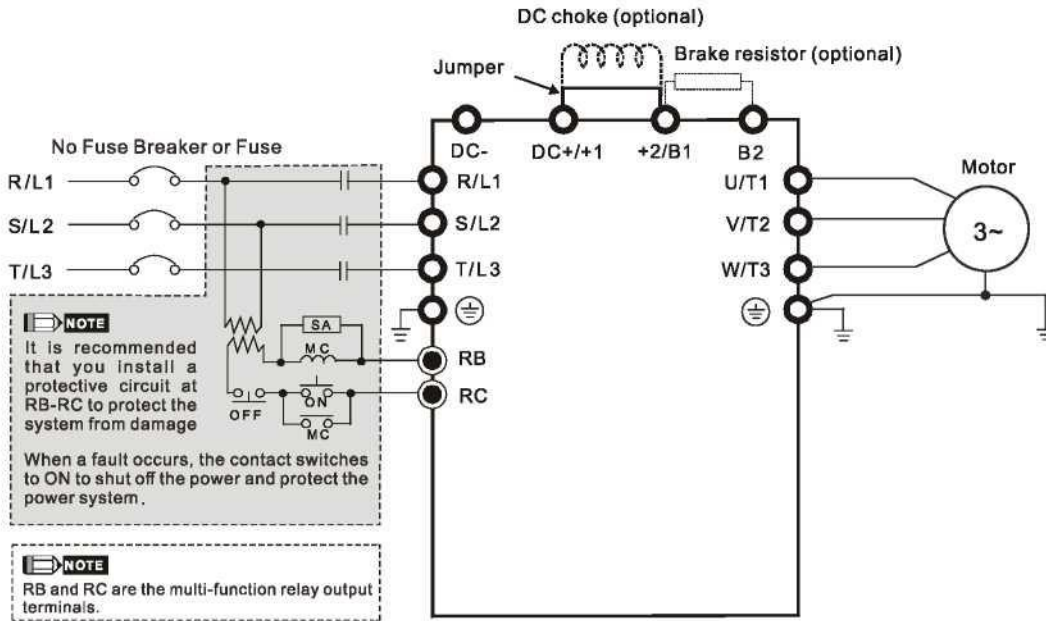 DC choke (optional)
Jumper
Brake resistor (optional)
No Fuse Breaker or Fuse
DC-
DC+/+1
+2/B1
B2
Motor
R/L1
R/L1
U/T1
S/L2
S/L2
V/T2
3~
T/L3
T/L3
W/T3
NOTE
It is recommended
that you install a
protective circuit at
RB-RC to protect the
system from damage
When a fault occurs, the contact switches
to ON to shut off the power and protect the
power system.
SA
MC
RB
OFF
ON
MC
RC
NOTE
RB and RC are the multi-function relay output
terminals.